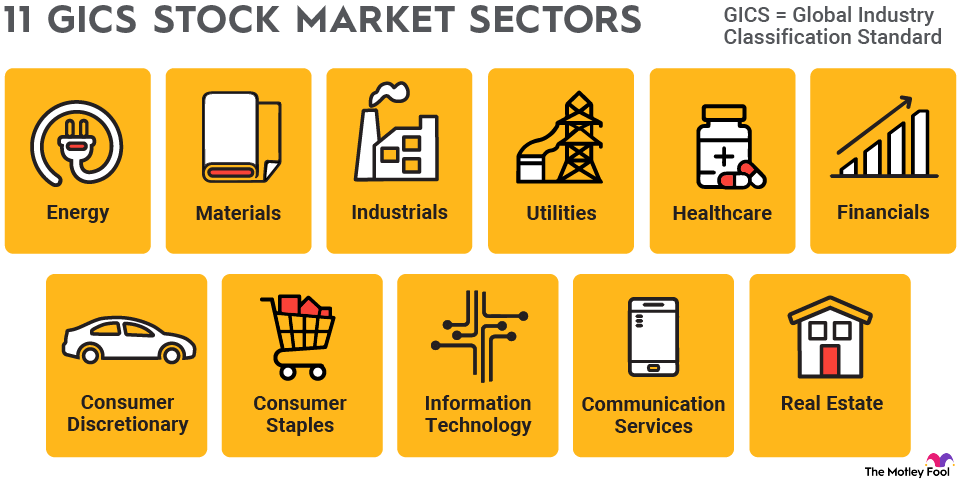 11 GICS STOCK MARKET SECTORS
GICS = Global Industry
Classification Standard
Energy
Materials
Industrials
Utilities
Healthcare
Financials
Consumer
Discretionary
Consumer
Staples
Information
Technology
Communication
Services
Real Estate
The Motley Fool